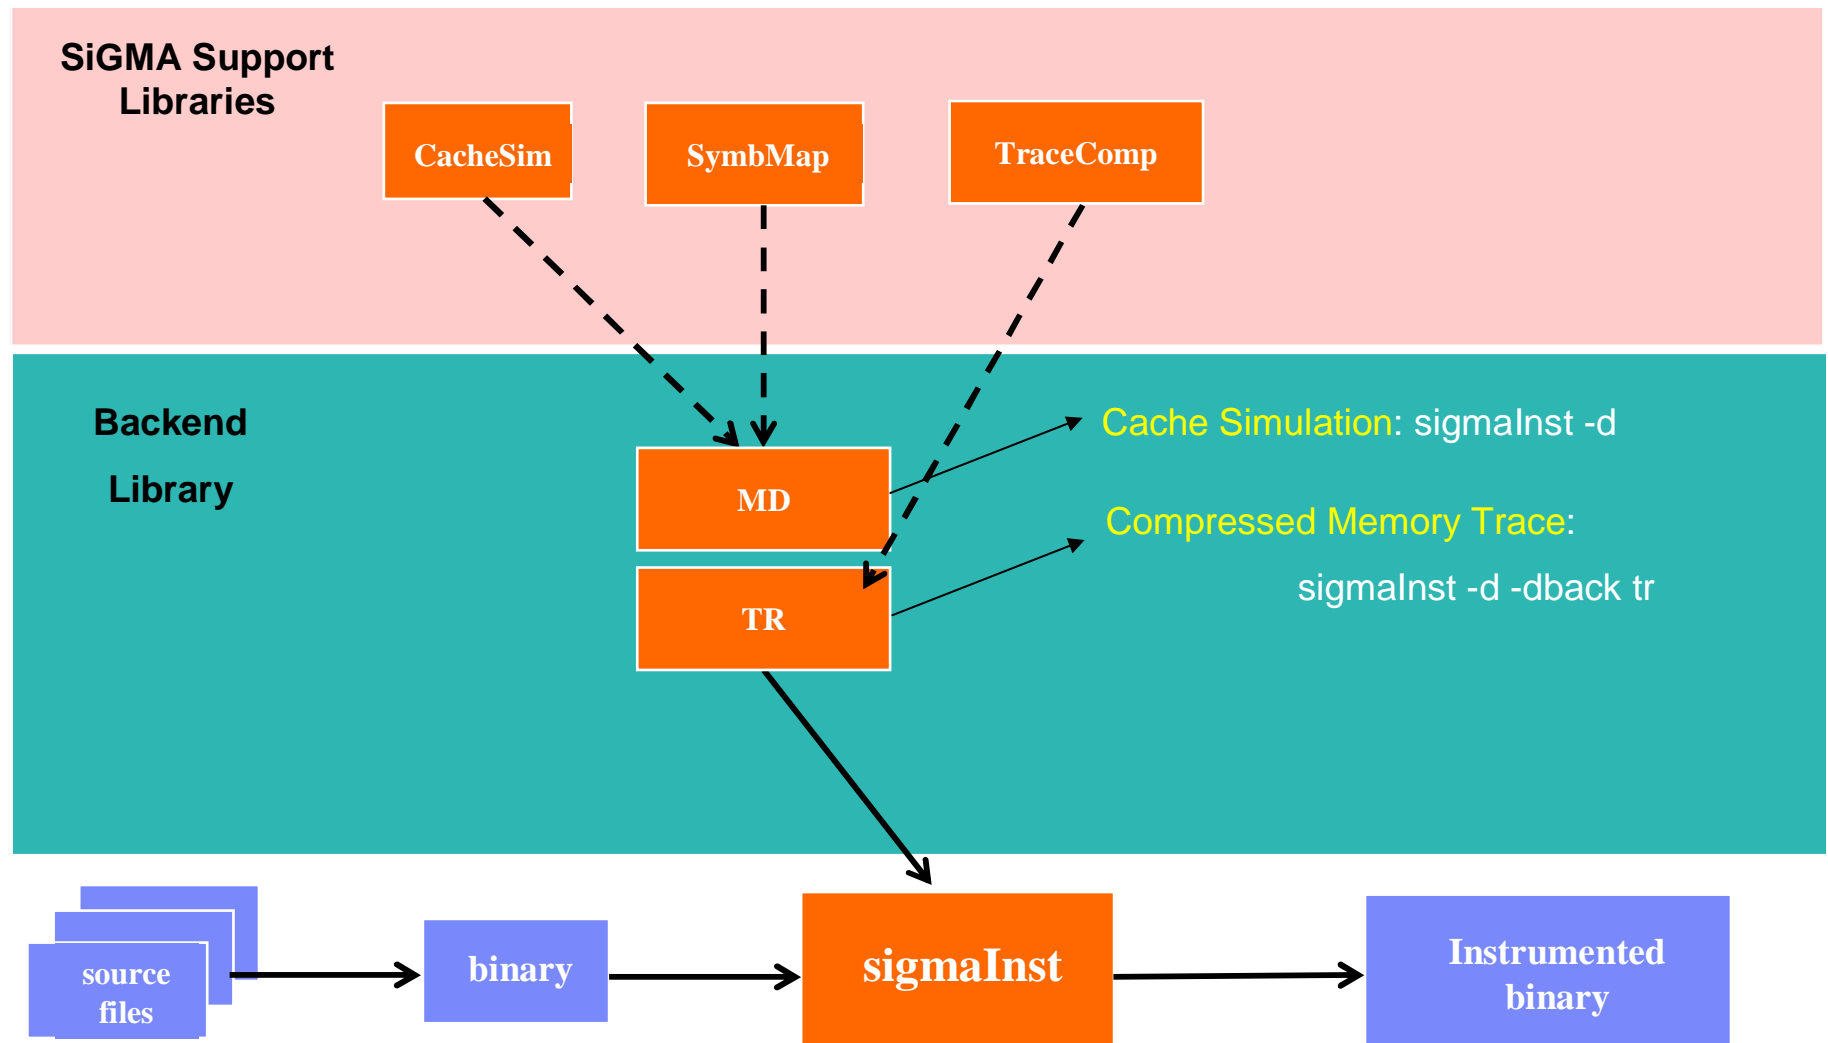 SiGMA Support
Libraries
CacheSim
SymbMap
TraceComp
Backend
Library
MD
Cache Simulation: sigmaInst -d
Compressed Memory Trace:
sigmaInst -d -dback tr
TR
source
files
binary
sigmaInst
Instrumented
binary